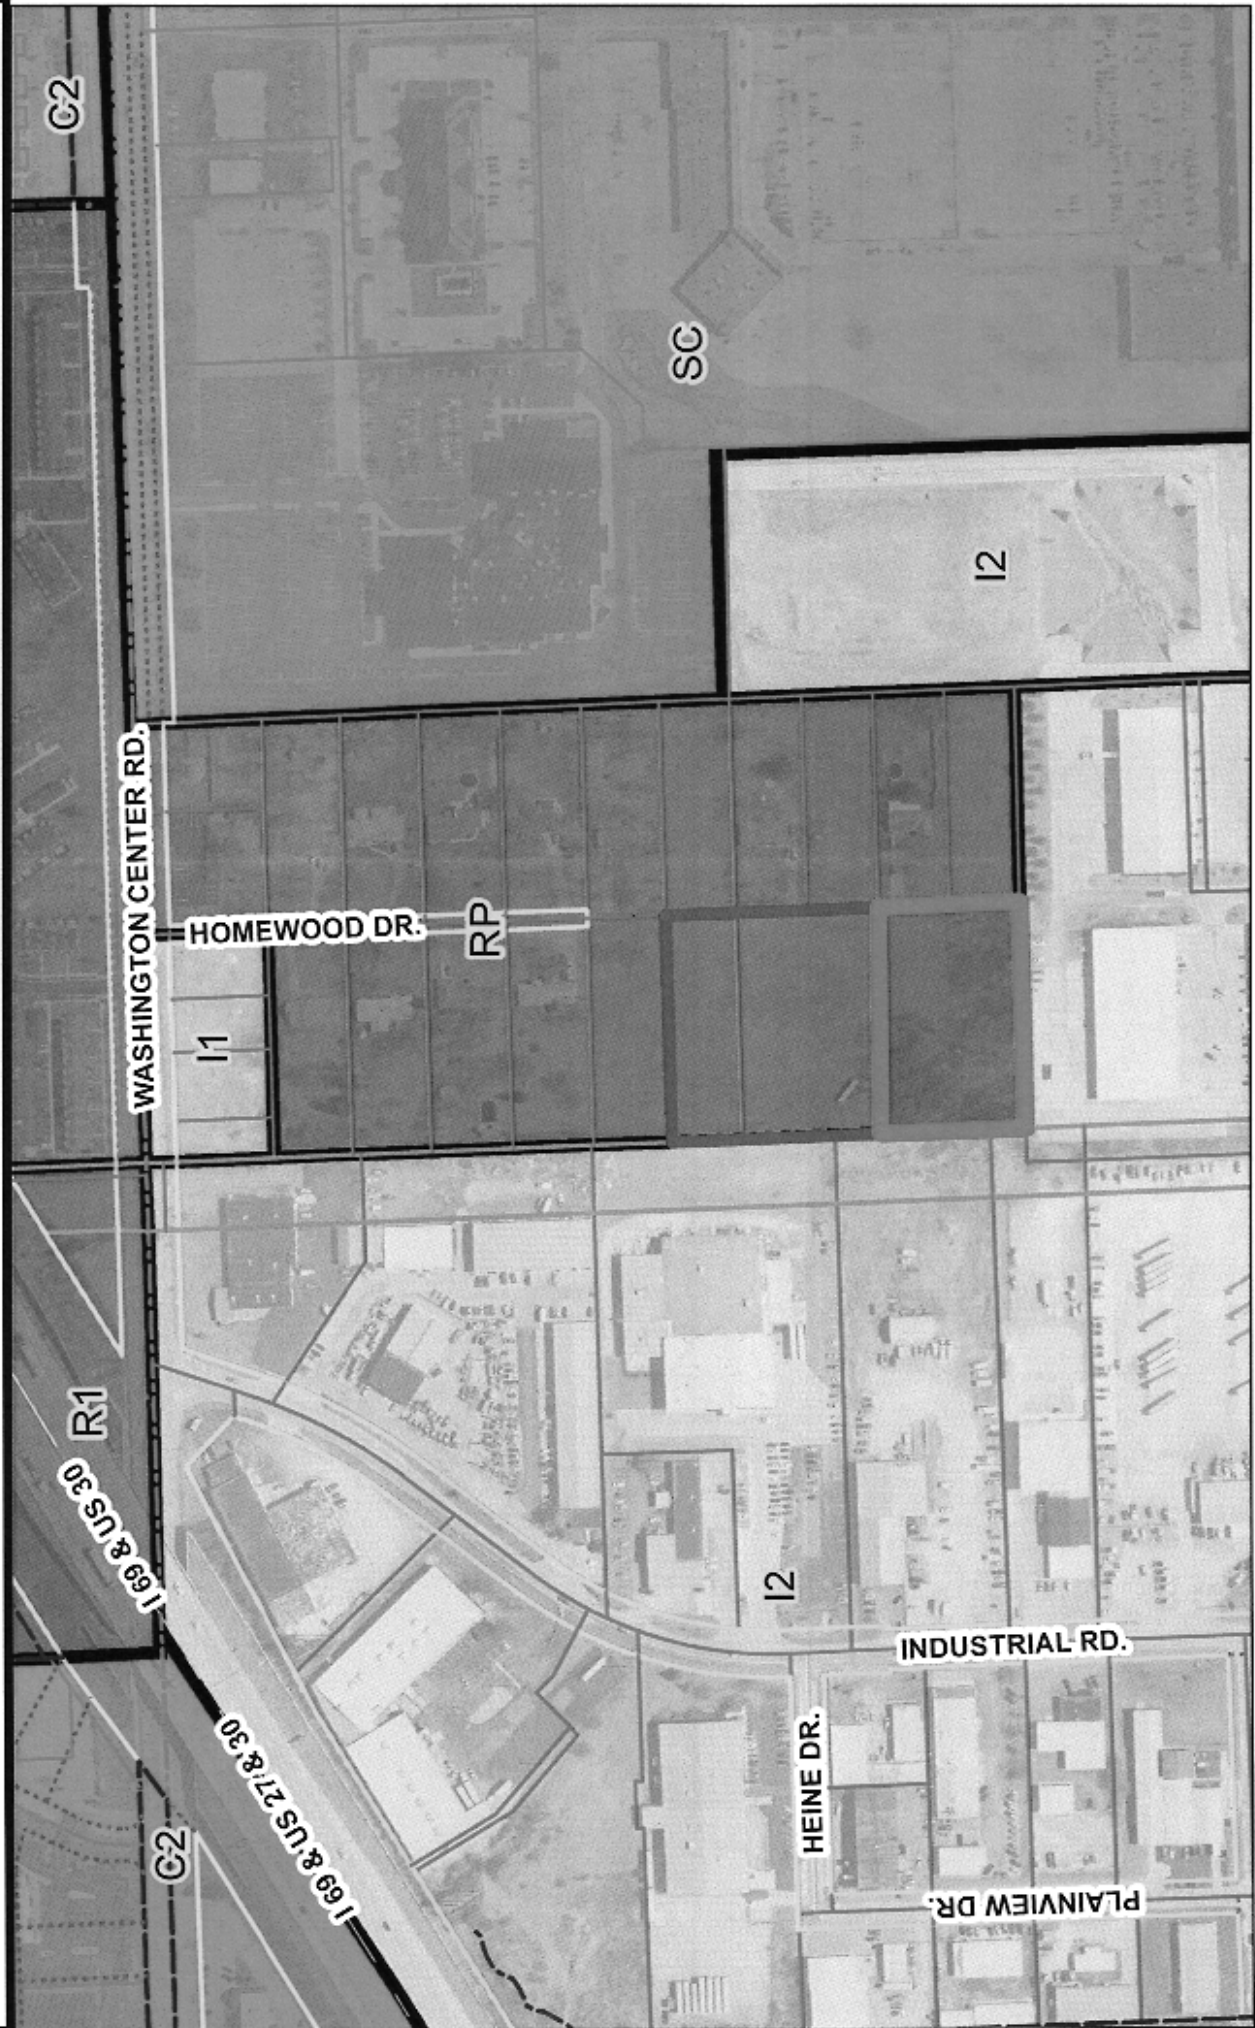 C2
SC
I2
WASHINGTON CENTER RD.
HOMEWOOD DR.
RP
I1
R1
I 69 & US 30
I2
INDUSTRIAL RD.
I 69 & US 27 & 30
HEINE DR.
C2
PLAINVIEW DR.